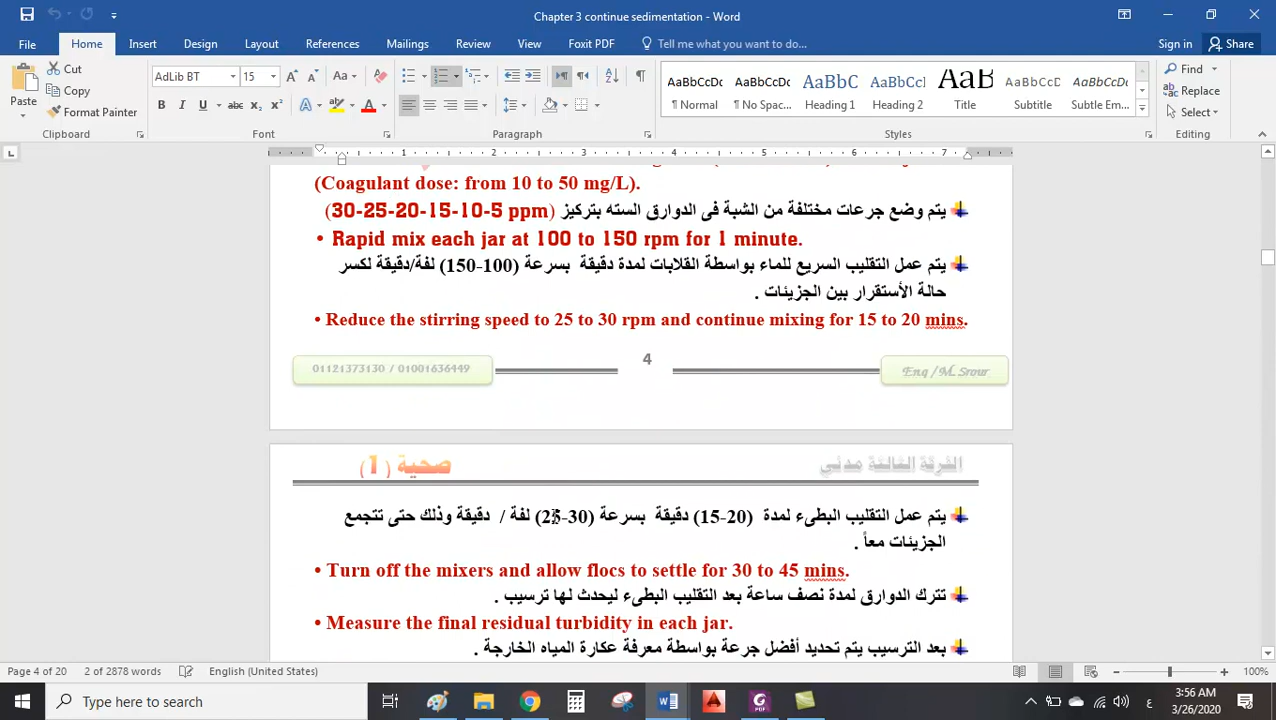 Chapter 3 continue sedimentation - Word
File Home Insert Design Layout References Mailings Review View Foxit PDF Tell me what you want to do... Sign in Share
Cut
Copy
Format Painter
Paste
AdLib BT 15
AaBbCcDc AaBbCcDc AaBbC AaBbCcI AaB AaBbCcD AaBbCcDc
¶ Normal ¶ No Spac... Heading 1 Heading 2 Title Subtitle Subtle Em...
Find
Replace
Select
Clipboard Font Paragraph Styles Editing
1 2 3 4 5 6 7
(Coagulant dose: from 10 to 50 mg/L).
يتم وضع جرعات مختلفة من الشبة فى الدوارق السته بتركيز (30-25-20-15-10-5 ppm)
• Rapid mix each jar at 100 to 150 rpm for 1 minute.
يتم عمل التقليب السريع للماء بواسطة القلابات لمدة دقيقة بسرعة (150-100) لفة/دقيقة لكسر
حالة الأستقرار بين الجزيئات .
• Reduce the stirring speed to 25 to 30 rpm and continue mixing for 15 to 20 mins.
4
01121373130 / 01001636449
Eng /M. Srour
الفرقة الثالثة مدني
صحية (1)
يتم عمل التقليب البطىء لمدة (15-20) دقيقة بسرعة (25-30) لفة / دقيقة وذلك حتى تتجمع
الجزيئات معاً .
• Turn off the mixers and allow flocs to settle for 30 to 45 mins.
تترك الدوارق لمدة نصف ساعة بعد التقليب البطىء ليحدث لها ترسيب .
• Measure the final residual turbidity in each jar.
بعد الترسيب يتم تحديد أفضل جرعة بواسطة معرفة عكارة المياه الخارجة .
Page 4 of 20 2 of 2878 words English (United States) 100%
Type here to search
3:56 AM
3/26/2020